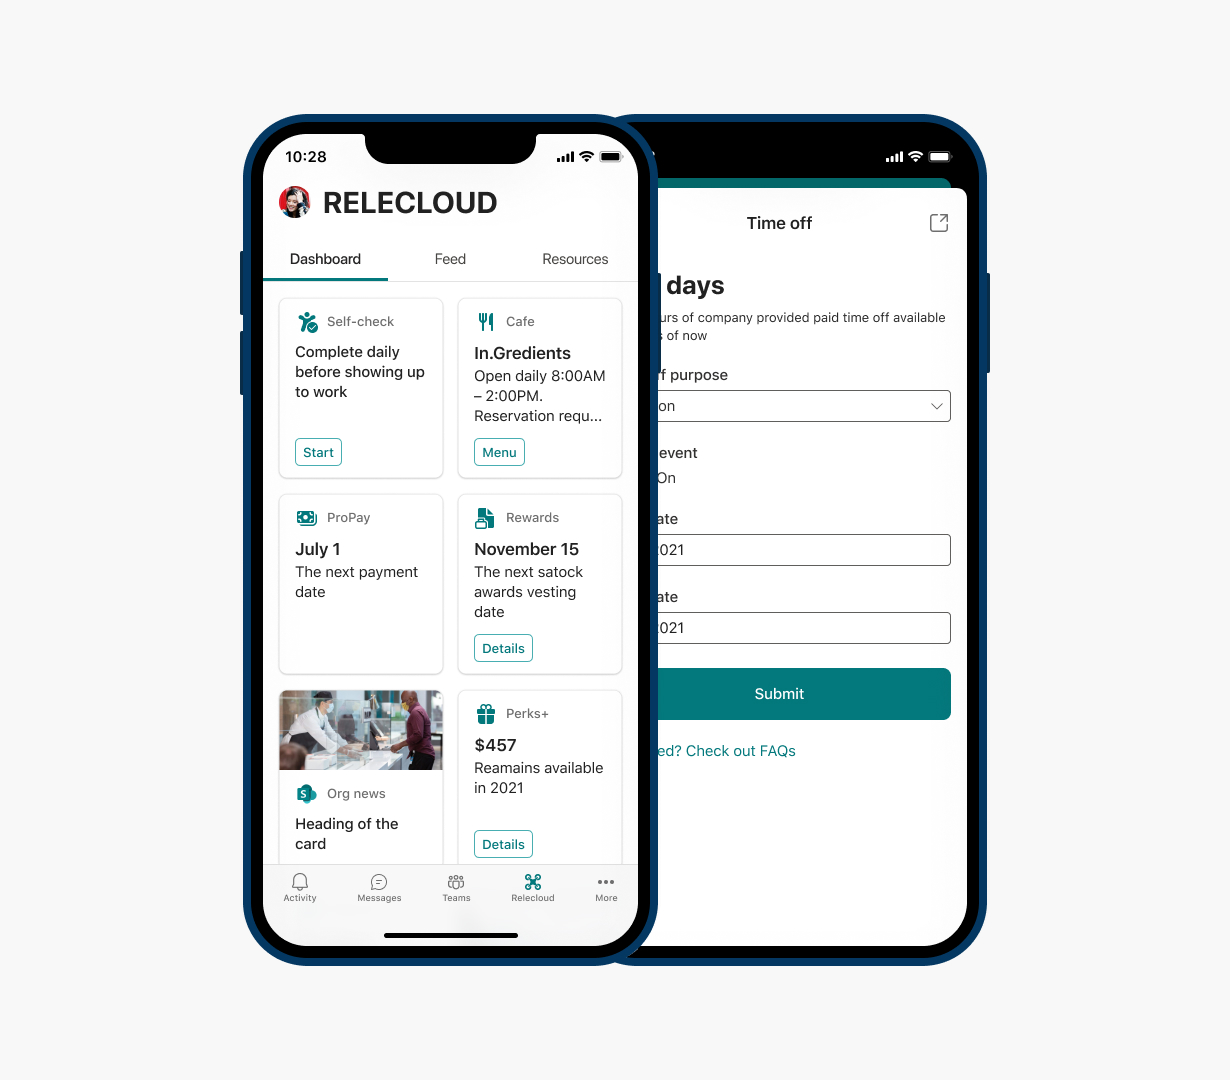 10:28
RELECLOUD
Dashboard
Feed
Resources
Self-check
Complete daily
before showing up
to work
Start
Cafe
In.Gredients
Open daily 8:00AM
– 2:00PM.
Reservation requ...
Menu
ProPay
July 1
The next payment
date
Rewards
November 15
The next satock
awards vesting
date
Details
S
Org news
Heading of the
card
Perks+
$457
Reamains available
in 2021
Details
Activity
Messages
Teams
Relecloud
More
Time off
days
urs of company provided paid time off available
s of now
f purpose
on
event
On
ate
2021
ate
2021
Submit
ed? Check out FAQs